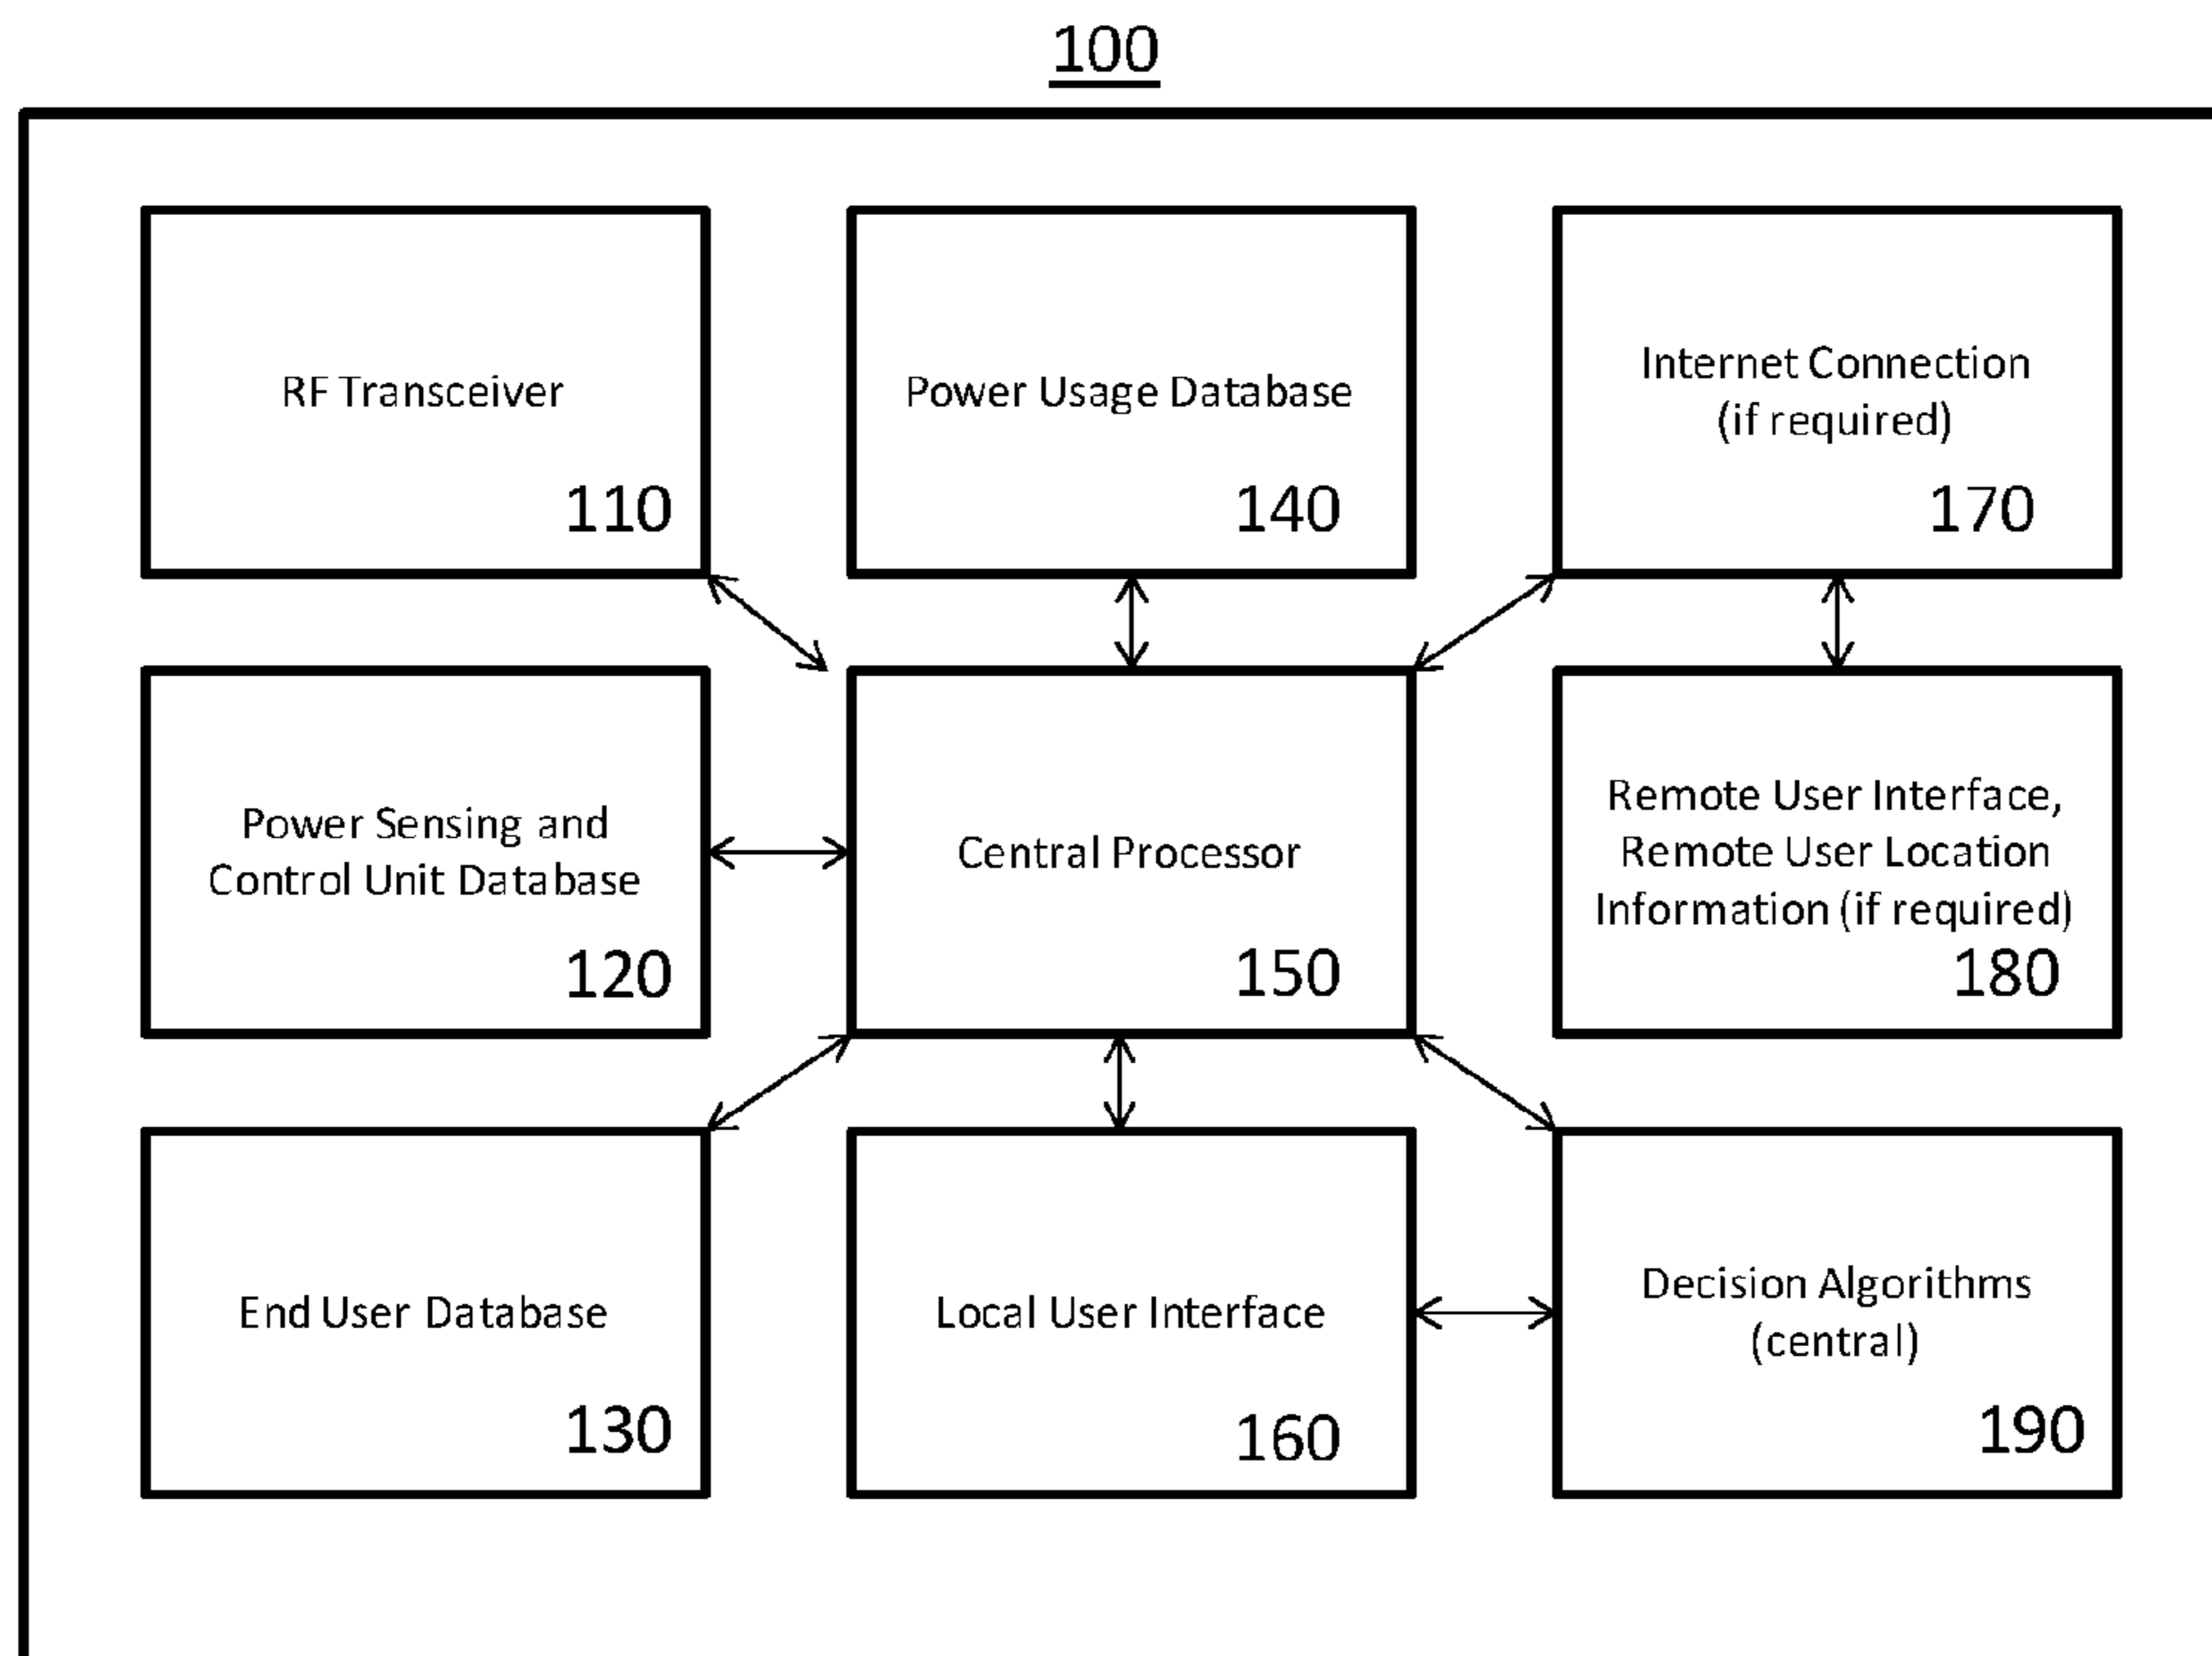 100
RF Transceiver
110
Power Usage Database
140
Internet Connection
(if required)
170
Power Sensing and
Control Unit Database
120
Central Processor
150
Remote User Interface,
Remote User Location
Information (if required)
180
End User Database
130
Local User Interface
160
Decision Algorithms
(central)
190